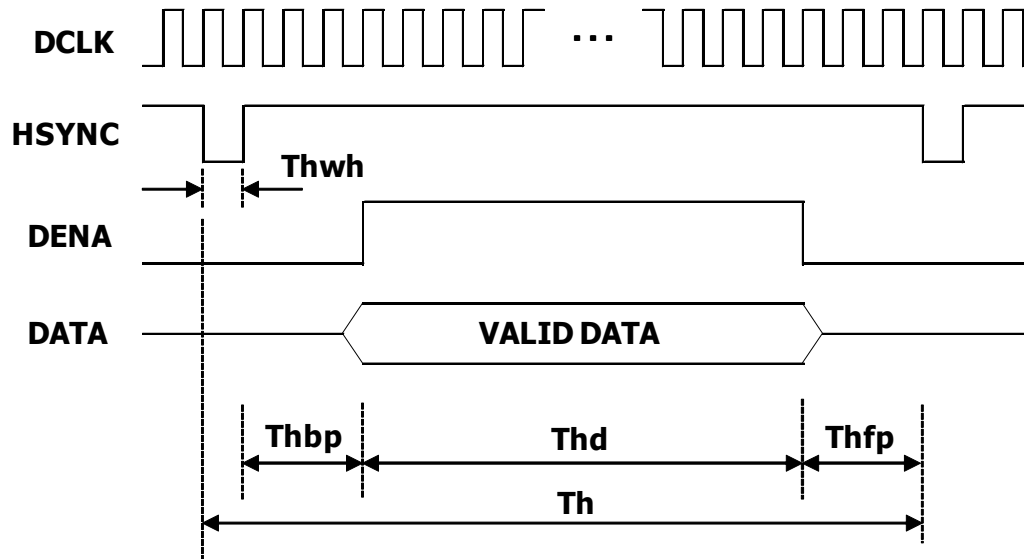 DCLK
...
HSYNC
Thwh
DENA
DATA
VALID DATA
Thbp
Thd
Thfp
Th